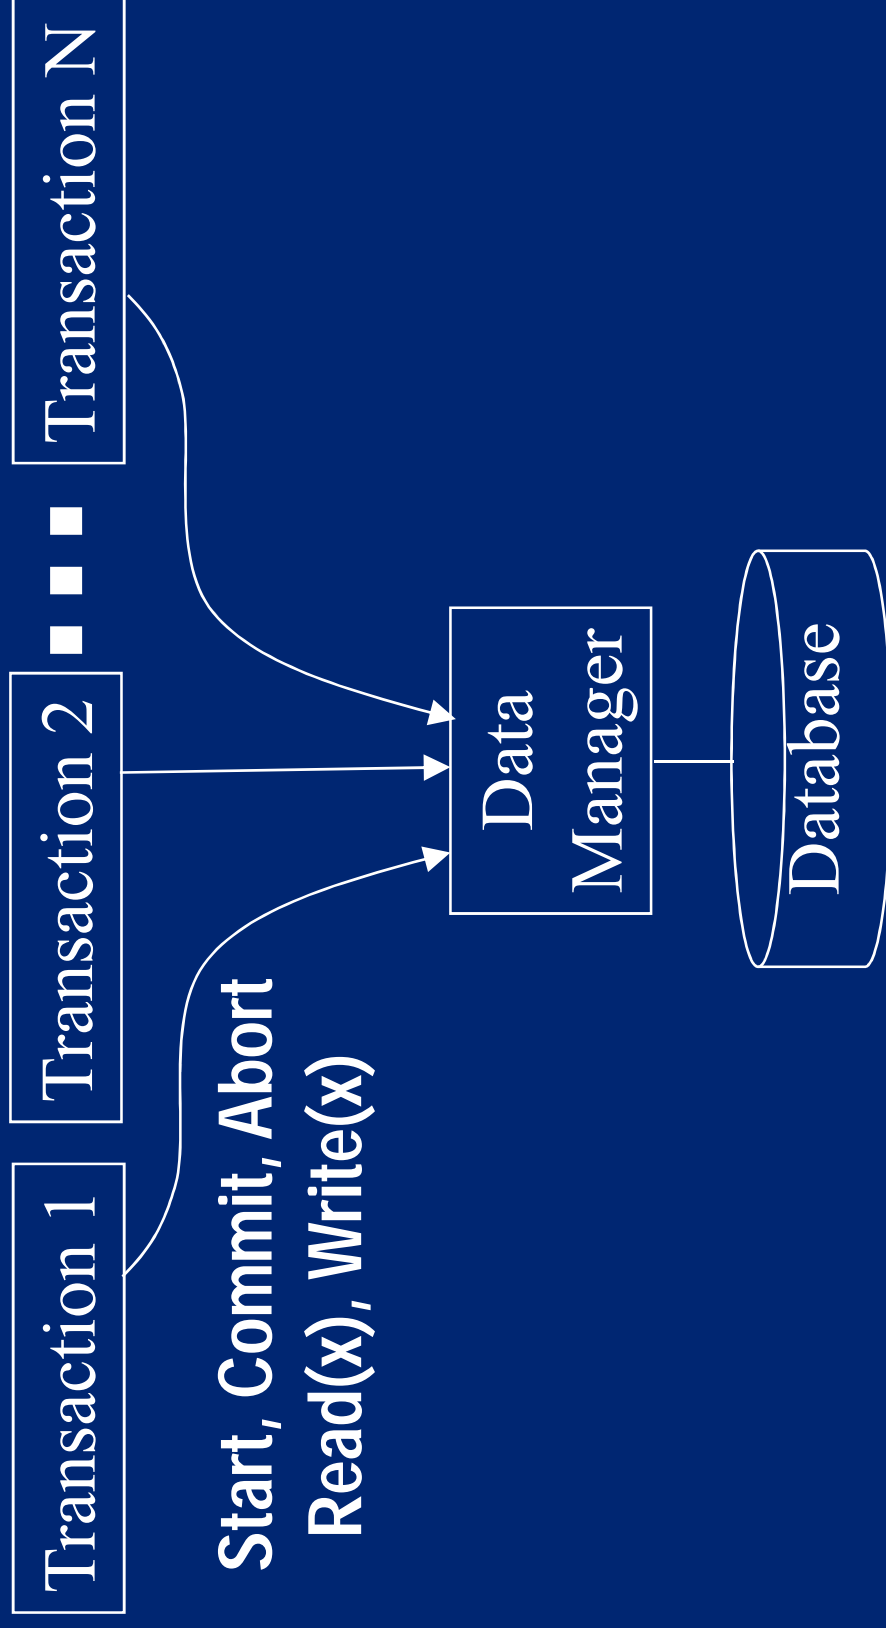 Transaction 1
Transaction 2
Transaction N
Start, Commit, Abort
Read(x), Write(x)
Data
Manager
Database